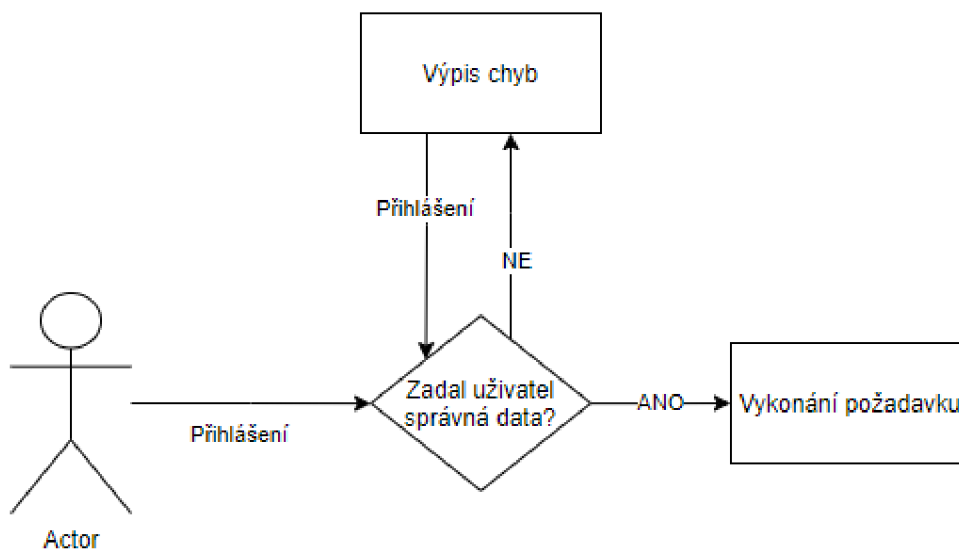 Výpis chyb
Přihlášení
NE
Zadal uživatel
správná data?
ANO
Vykonání požadavku
Přihlášení
Actor